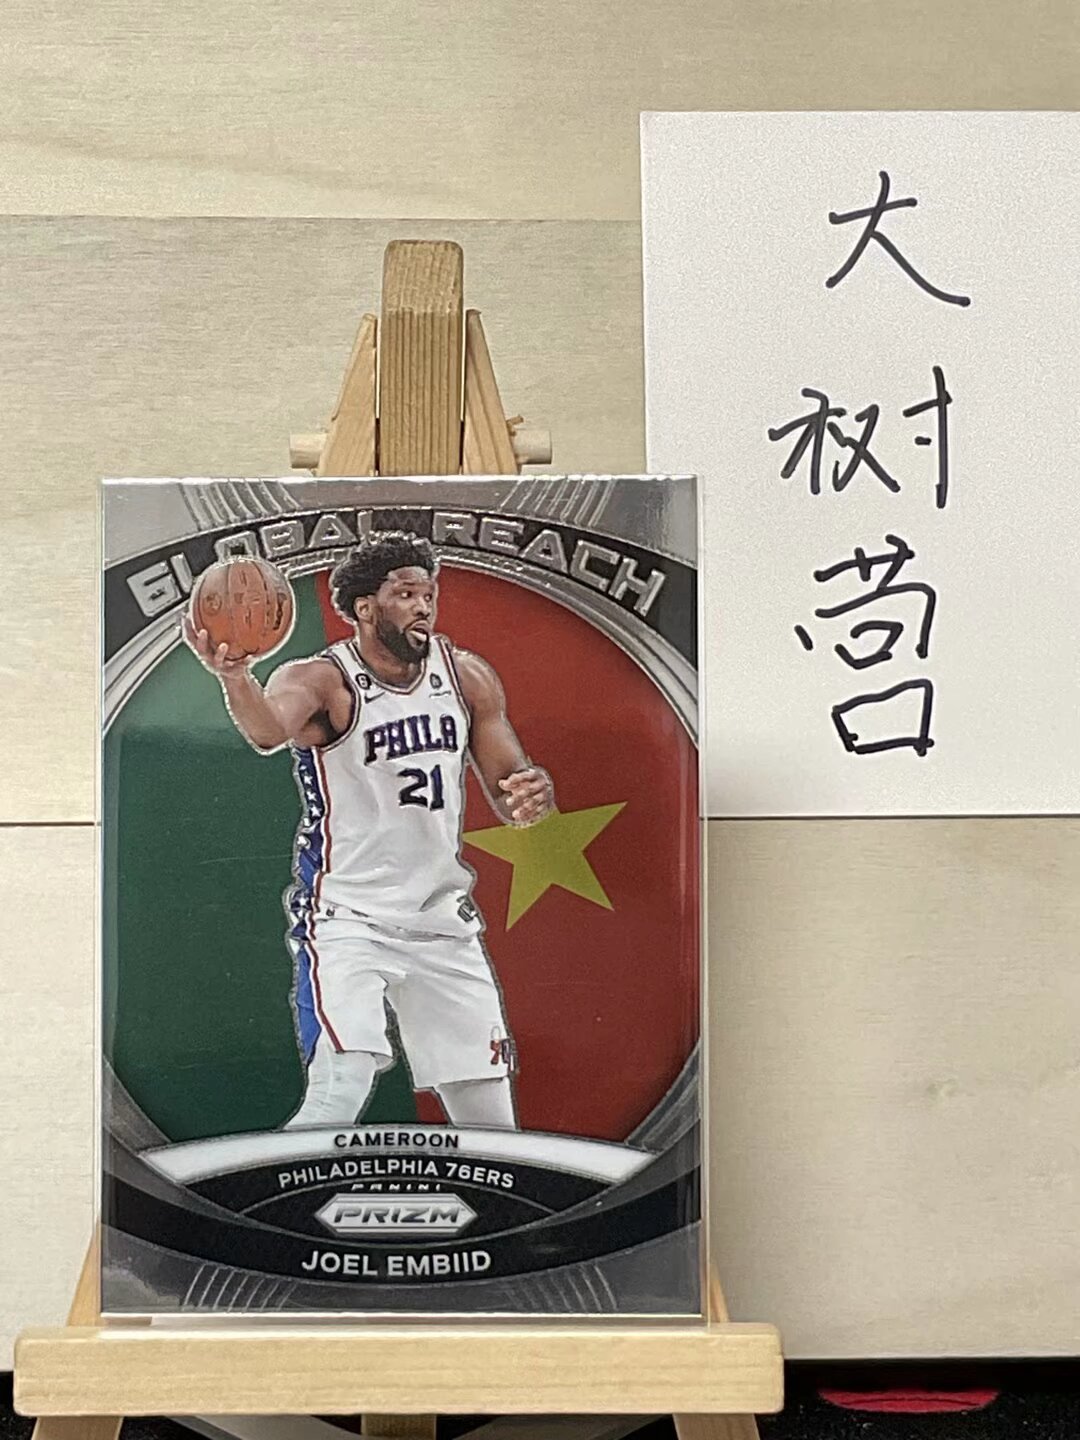 大
树
营
GLOBAL REACH
PHILA
21
CAMEROON
PHILADELPHIA 76ERS
PANINI
PRIZM
JOEL EMBIID